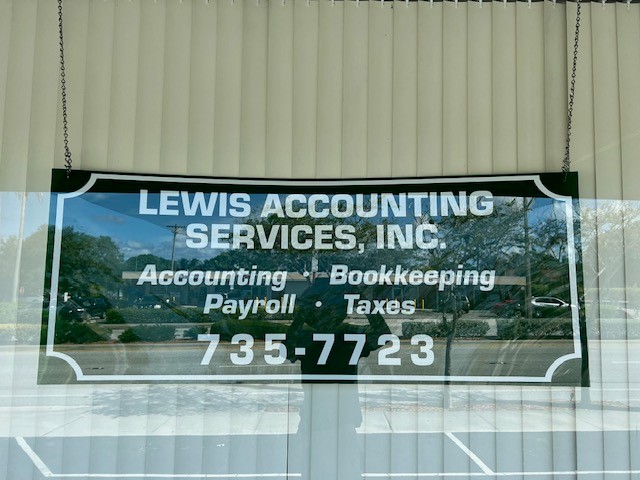 LEWIS ACCOUNTING
SERVICES, INC.
Accounting · Bookkeeping
Payroll · Taxes
735-7723